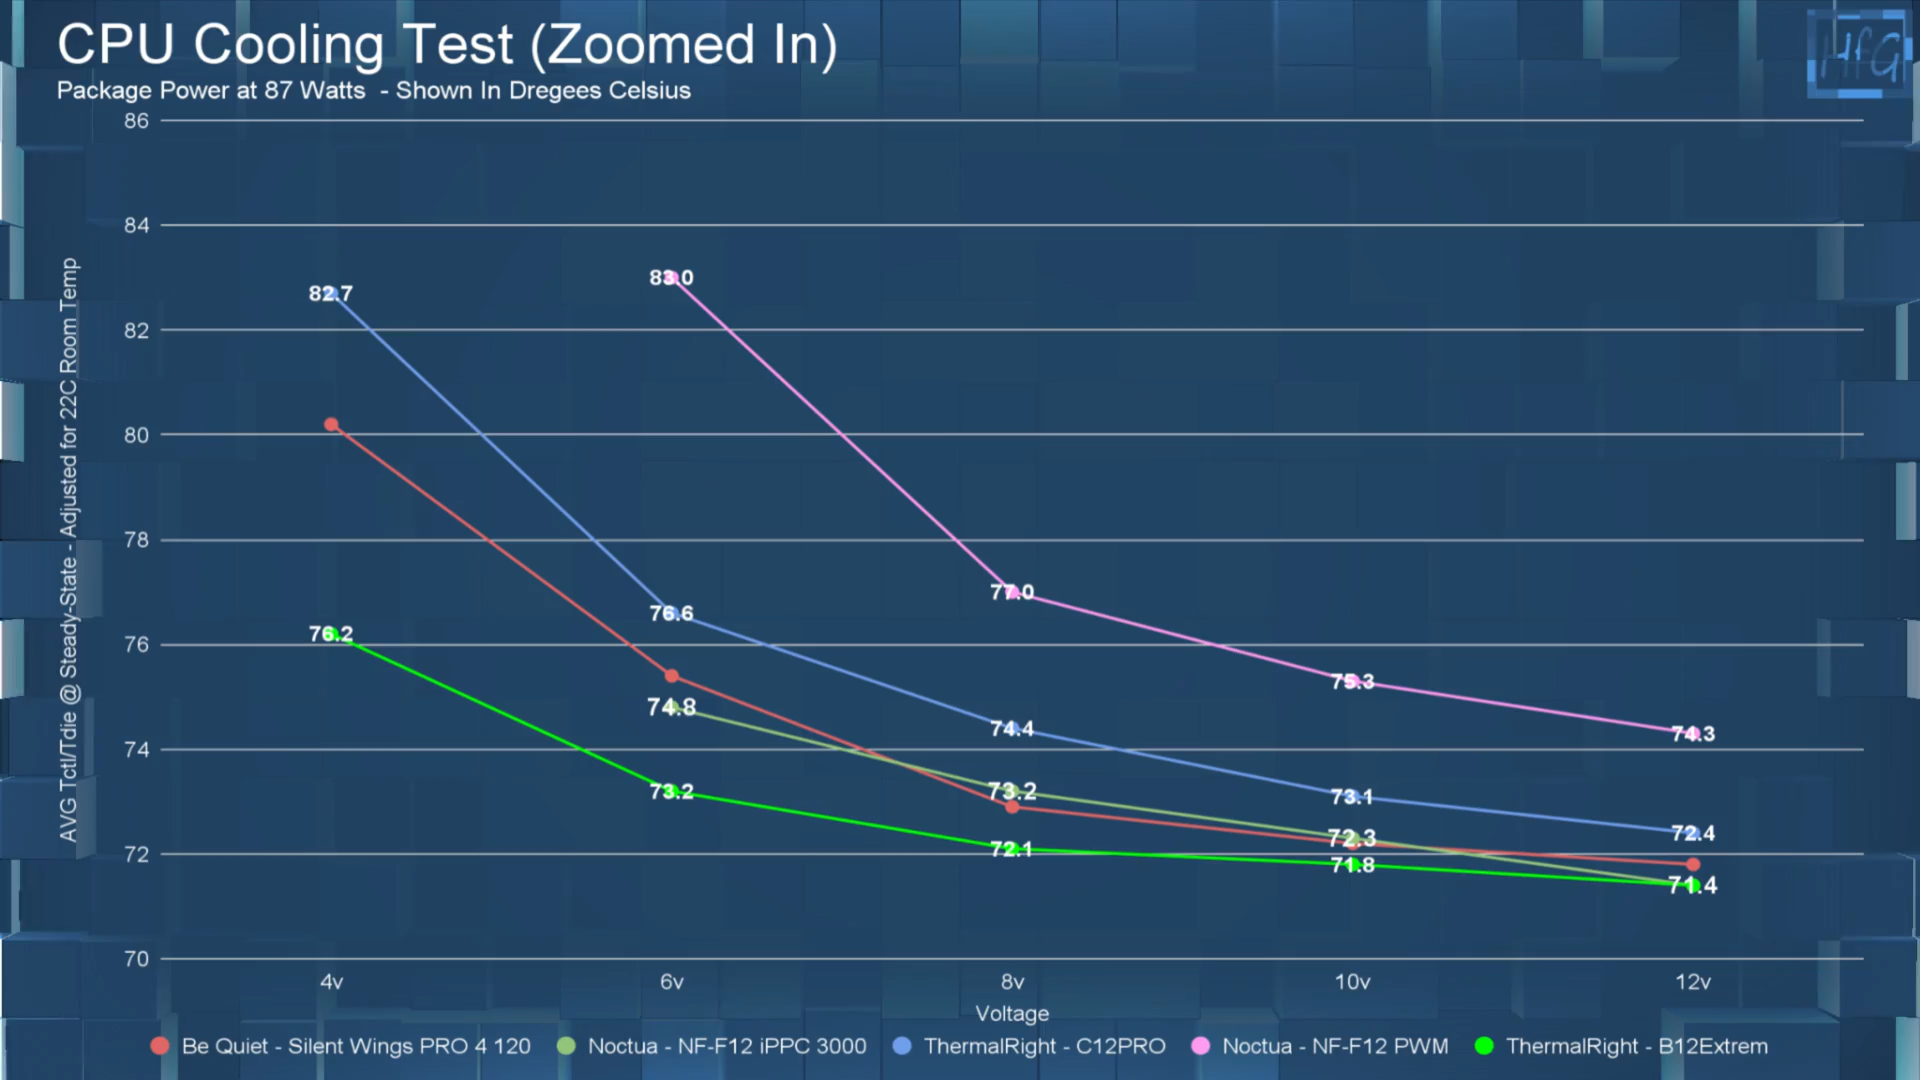 CPU Cooling Test (Zoomed In)
Package Power at 87 Watts - Shown In Dregees Celsius
HfG
AVG Tctl/Tdie @ Steady-State - Adjusted for 22C Room Temp
86
84
82
80
78
76
74
72
70
83.0
82.7
77.0
76.6
76.2
75.3
74.8
74.4
74.3
73.2
73.2
73.1
72.4
72.3
72.1
71.8
71.4
4v
6v
8v
10v
12v
Voltage
Be Quiet - Silent Wings PRO 4 120
Noctua - NF-F12 iPPC 3000
ThermalRight - C12PRO
Noctua - NF-F12 PWM
ThermalRight - B12Extrem